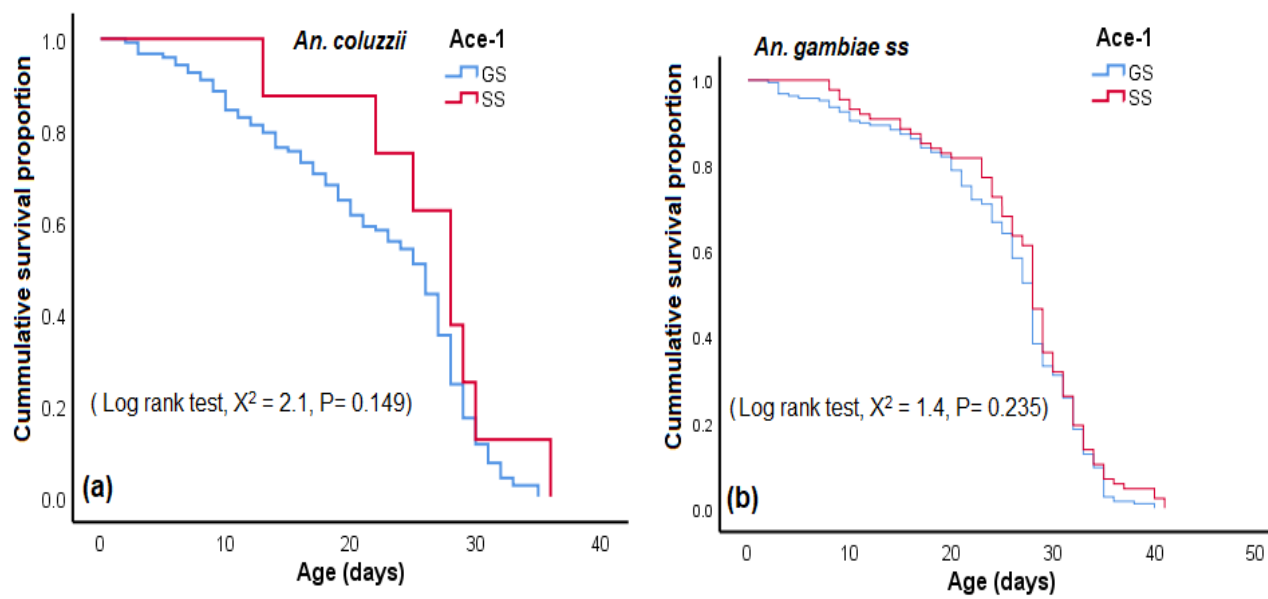 An. coluzzii
Ace-1
GS
SS
Cummulative survival proportion
1.0
0.8
0.6
0.4
0.2
0.0
( Log rank test, X² = 2.1, P= 0.149)
(a)
0 10 20 30 40
Age (days)
An. gambiae ss
Ace-1
GS
SS
Cummulative survival proportion
1.0
0.8
0.6
0.4
0.2
0.0
(Log rank test, X² = 1.4, P= 0.235)
(b)
0 10 20 30 40 50
Age (days)